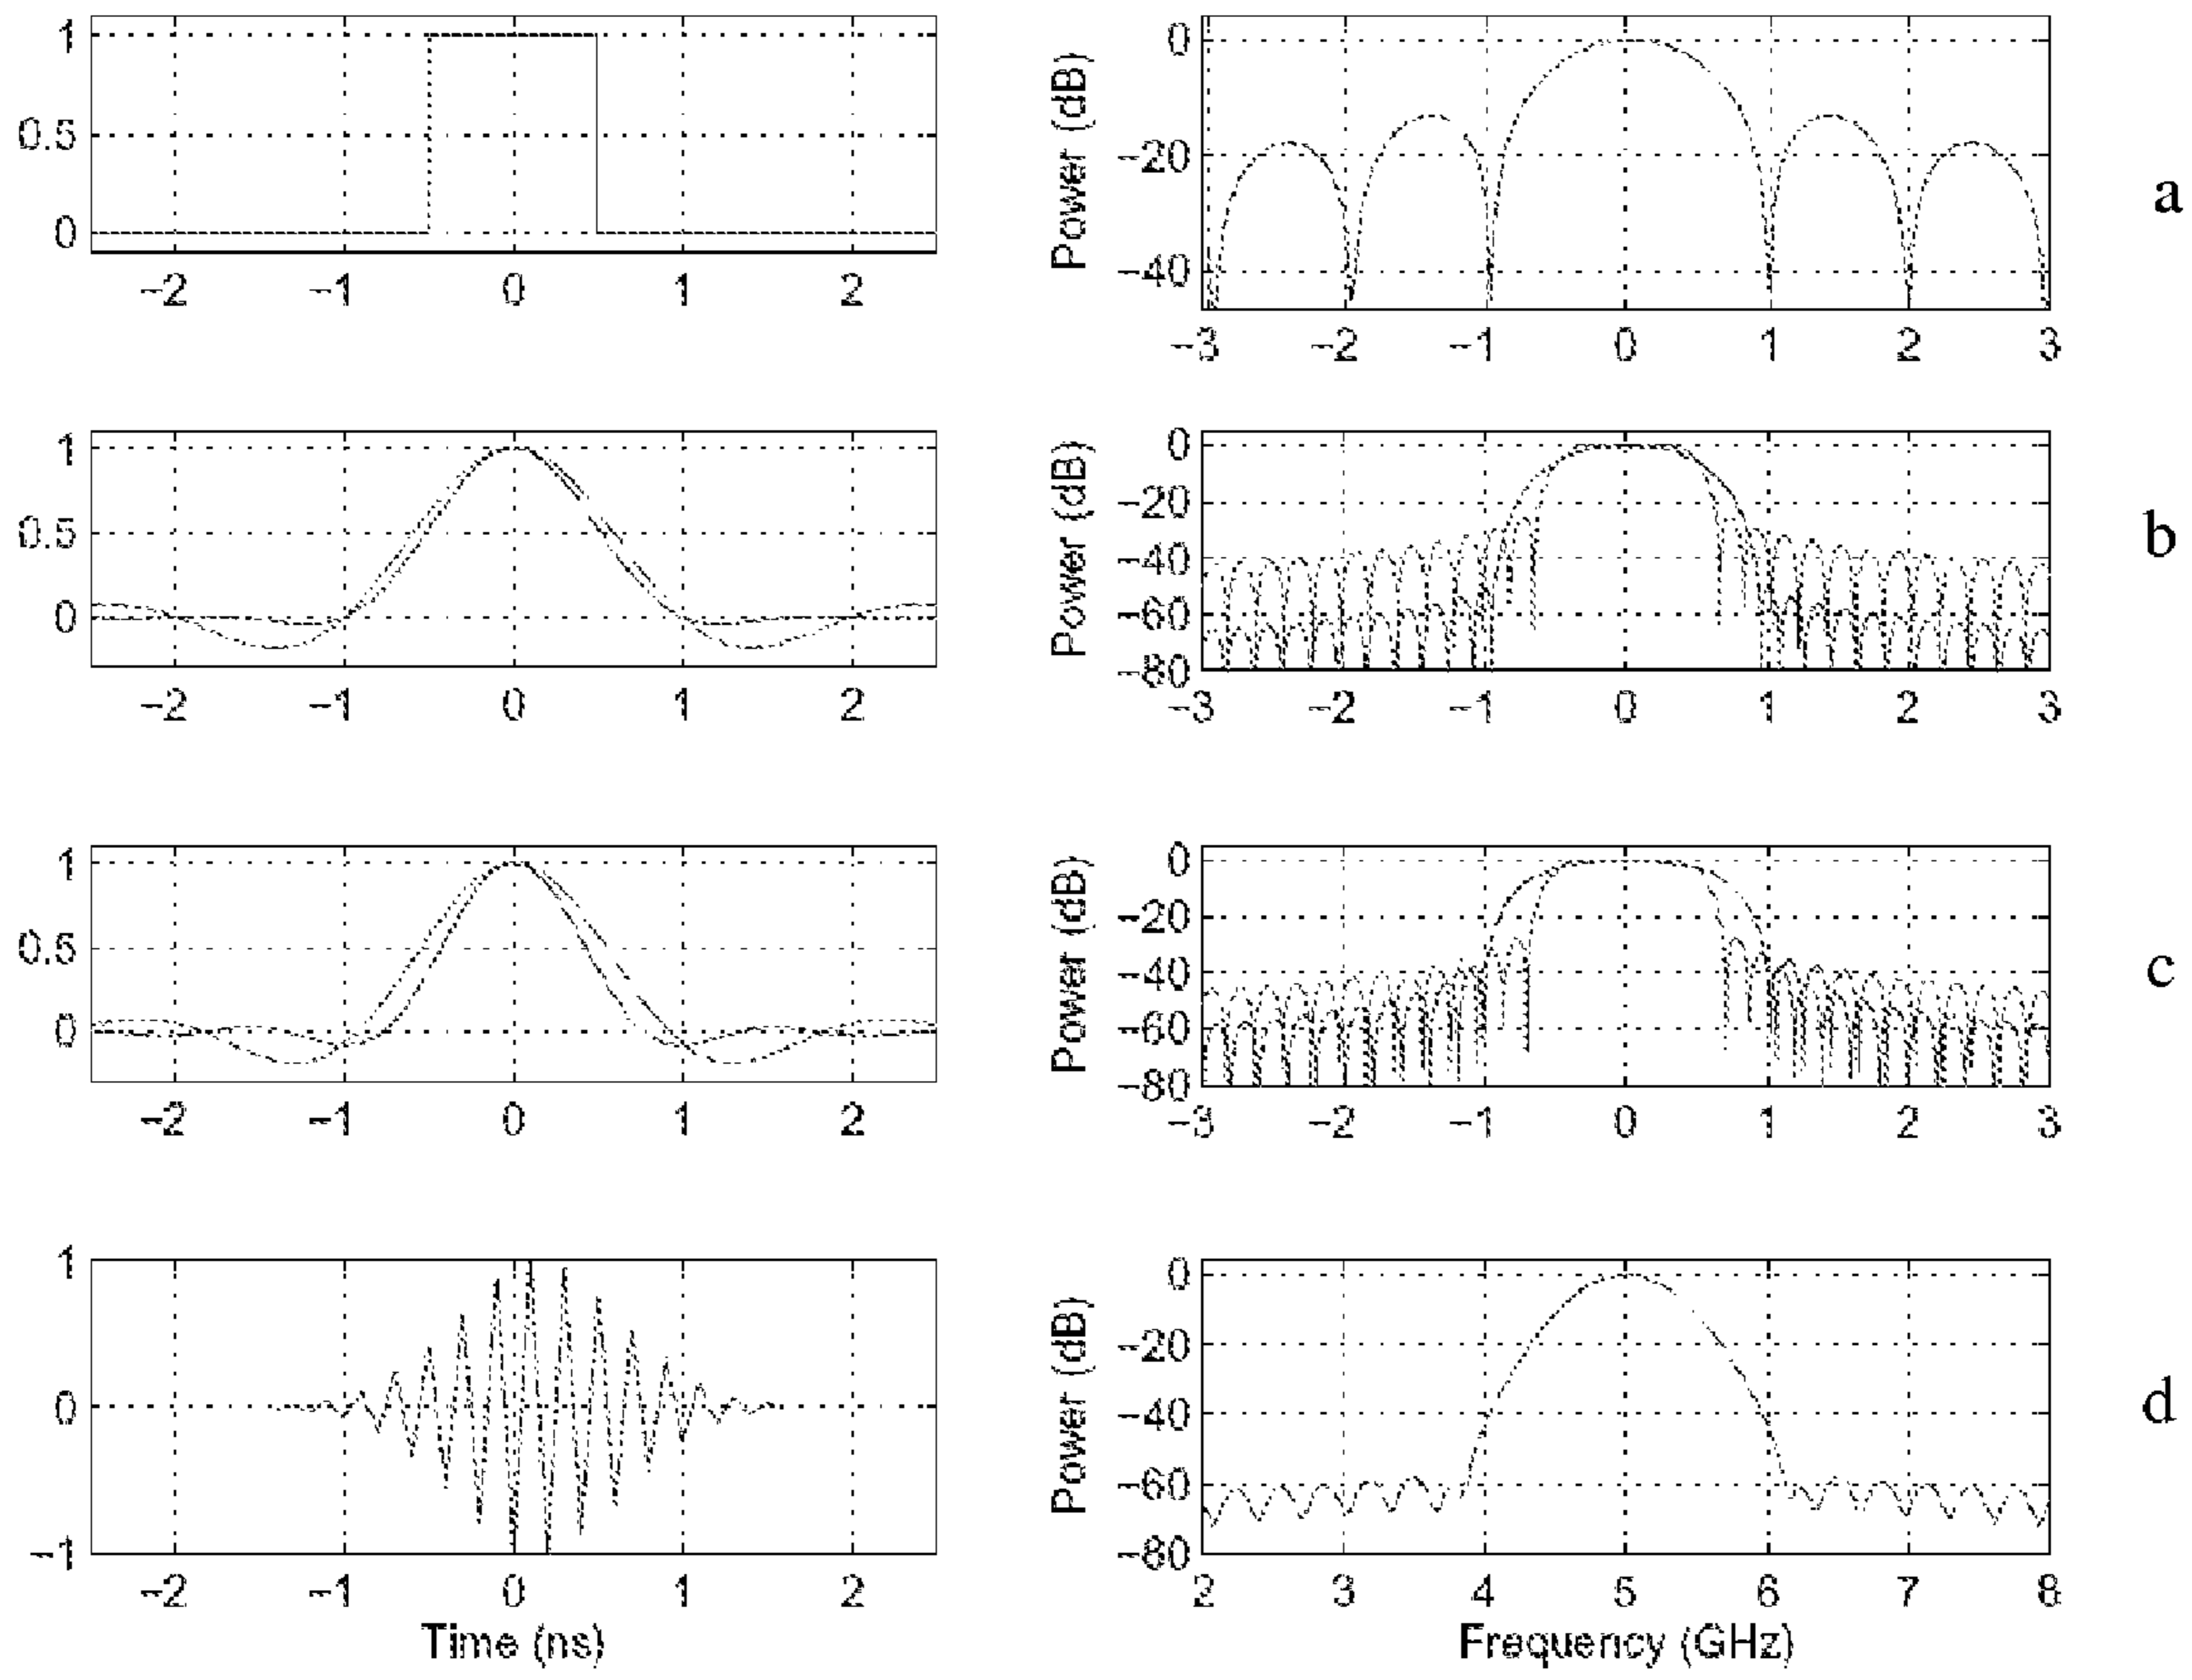 1
0.5
0
−2 −1 0 1 2
Power (dB)
0
−20
−40
−3 −2 −1 0 1 2 3
a
1
0.5
0
−2 −1 0 1 2
Power (dB)
0
−20
−40
−60
−80
−3 −2 −1 0 1 2 3
b
1
0.5
0
−2 −1 0 1 2
Power (dB)
0
−20
−40
−60
−80
−3 −2 −1 0 1 2 3
c
1
0
−1
−2 −1 0 1 2
Time (ns)
Power (dB)
0
−20
−40
−60
−80
2 3 4 5 6 7 8
Frequency (GHz)
d